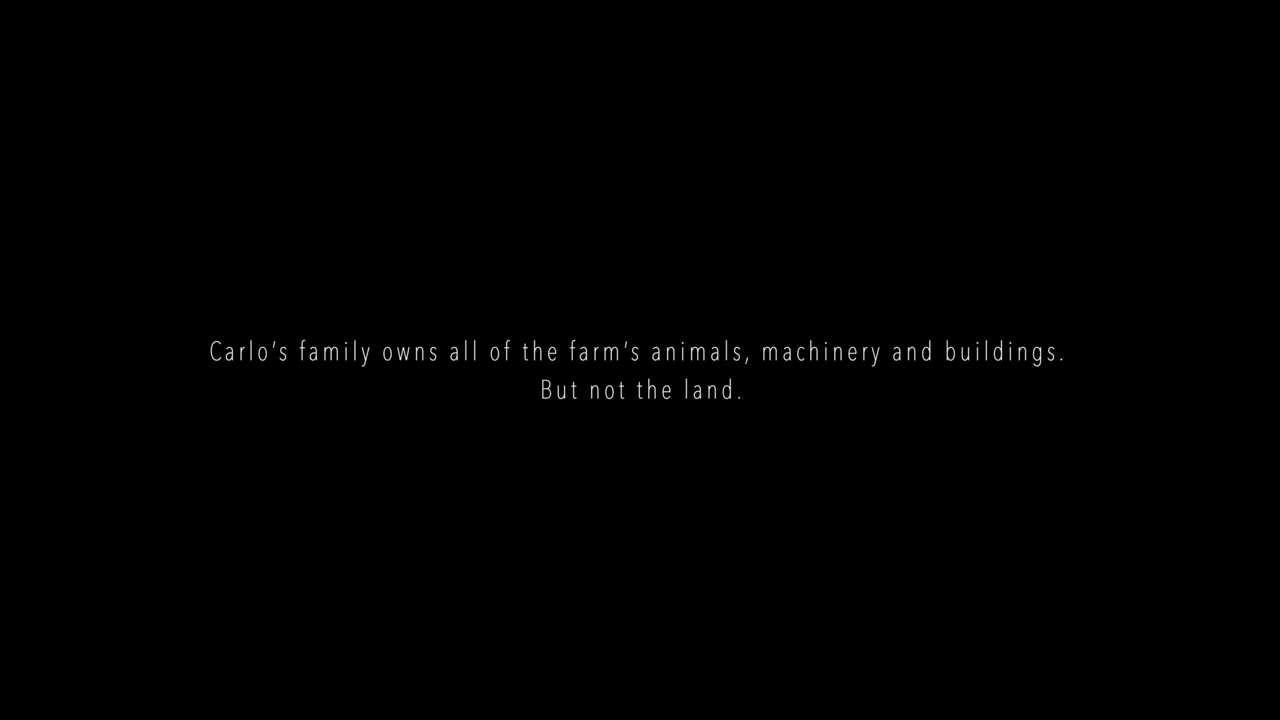 Carlo’s family owns all of the farm’s animals, machinery and buildings.
But not the land.